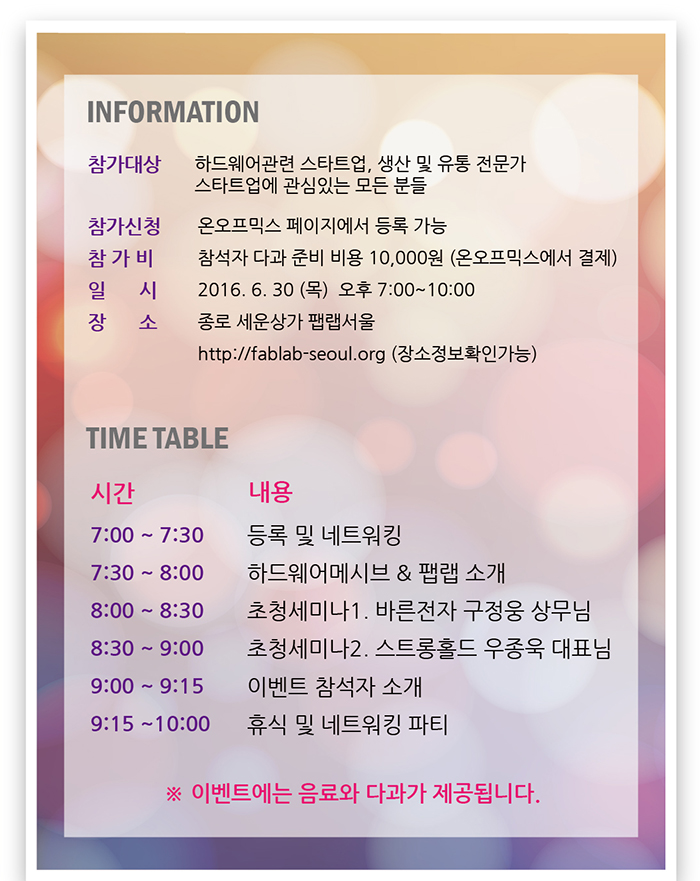 INFORMATION
참가대상 하드웨어관련 스타트업, 생산 및 유통 전문가
스타트업에 관심있는 모든 분들
참가신청 온오프믹스 페이지에서 등록 가능
참 가 비 참석자 다과 준비 비용 10,000원 (온오프믹스에서 결제)
일 시 2016. 6. 30 (목) 오후 7:00~10:00
장 소 종로 세운상가 팹랩서울
http://fablab-seoul.org (장소정보확인가능)
TIME TABLE
시간 내용
7:00 ~ 7:30 등록 및 네트워킹
7:30 ~ 8:00 하드웨어메시브 & 팹랩 소개
8:00 ~ 8:30 초청세미나1. 바른전자 구정웅 상무님
8:30 ~ 9:00 초청세미나2. 스트롱홀드 우종욱 대표님
9:00 ~ 9:15 이벤트 참석자 소개
9:15 ~10:00 휴식 및 네트워킹 파티
※ 이벤트에는 음료와 다과가 제공됩니다.